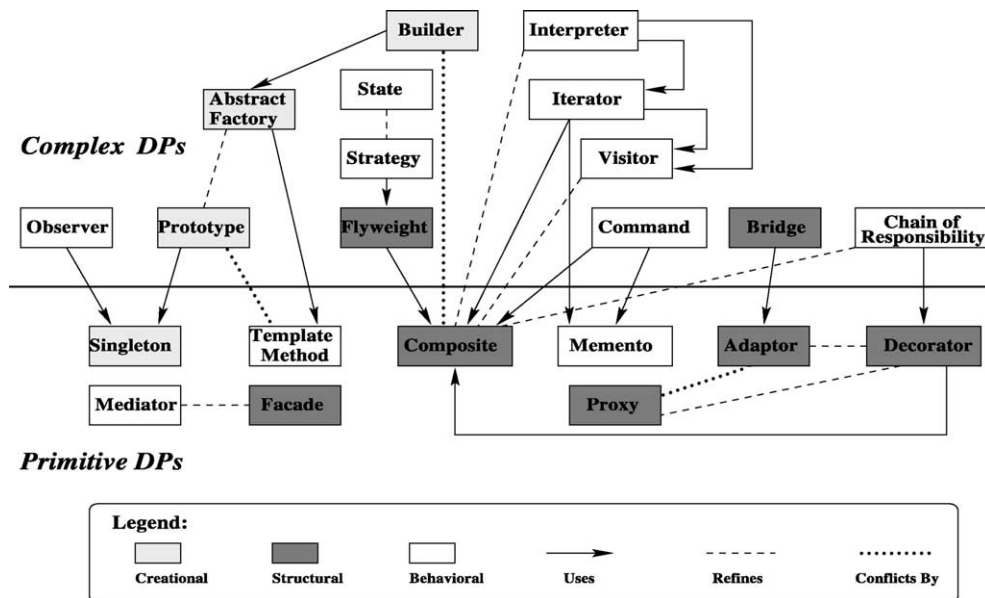 Builder
Interpreter
State
Iterator
Abstract
Factory
Complex DPs
Strategy
Visitor
Observer
Prototype
Flyweight
Command
Bridge
Chain of
Responsibility
Singleton
Template
Method
Composite
Memento
Adaptor
Decorator
Mediator
Facade
Proxy
Primitive DPs
Legend:
Creational
Structural
Behavioral
Uses
Refines
Conflicts By